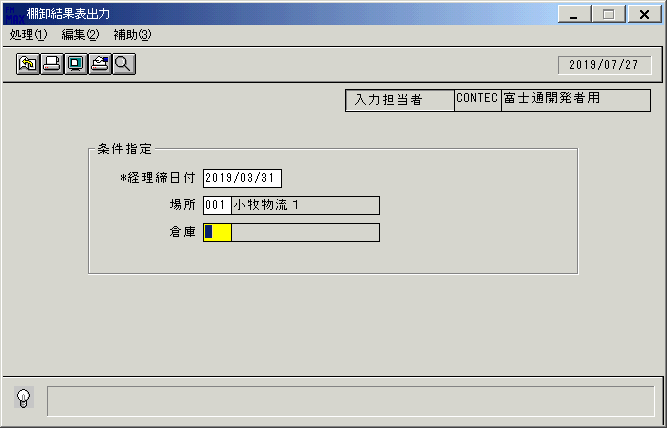 棚卸結果表出力
処理(1) 編集(2) 補助(3)
2019/07/27
入力担当者 CONTEC 富士通開発者用
条件指定
*経理締日付 2019/03/31
場所 001 小牧物流1
倉庫